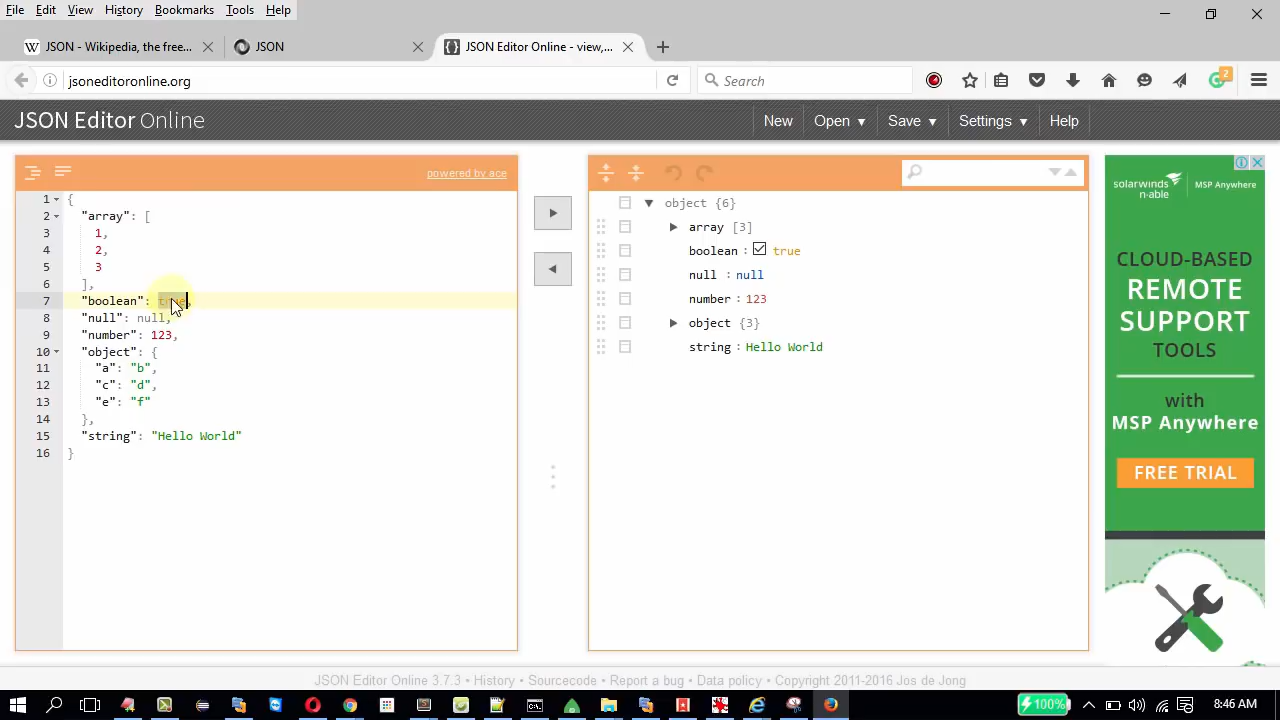 File Edit View History Bookmarks Tools Help
JSON - Wikipedia, the free...
JSON
JSON Editor Online - view,...
jsoneditoronline.org
Search
2
JSON Editor Online
New Open Save Settings Help
powered by ace
1 {
2 "array": [
3 1,
4 2,
5 3
6 ],
7 "boolean": true,
8 "null": null,
9 "number": 123,
10 "object": {
11 "a": "b",
12 "c": "d",
13 "e": "f"
14 },
15 "string": "Hello World"
16 }
object {6}
array [3]
boolean : true
null : null
number : 123
object {3}
string : Hello World
solarwinds
n-able
MSP Anywhere
CLOUD-BASED
REMOTE
SUPPORT
TOOLS
with
MSP Anywhere
FREE TRIAL
JSON Editor Online 3.7.3 • History • Sourcecode • Report a bug • Data policy • Copyright 2011-2016 Jos de Jong
100%
8:46 AM